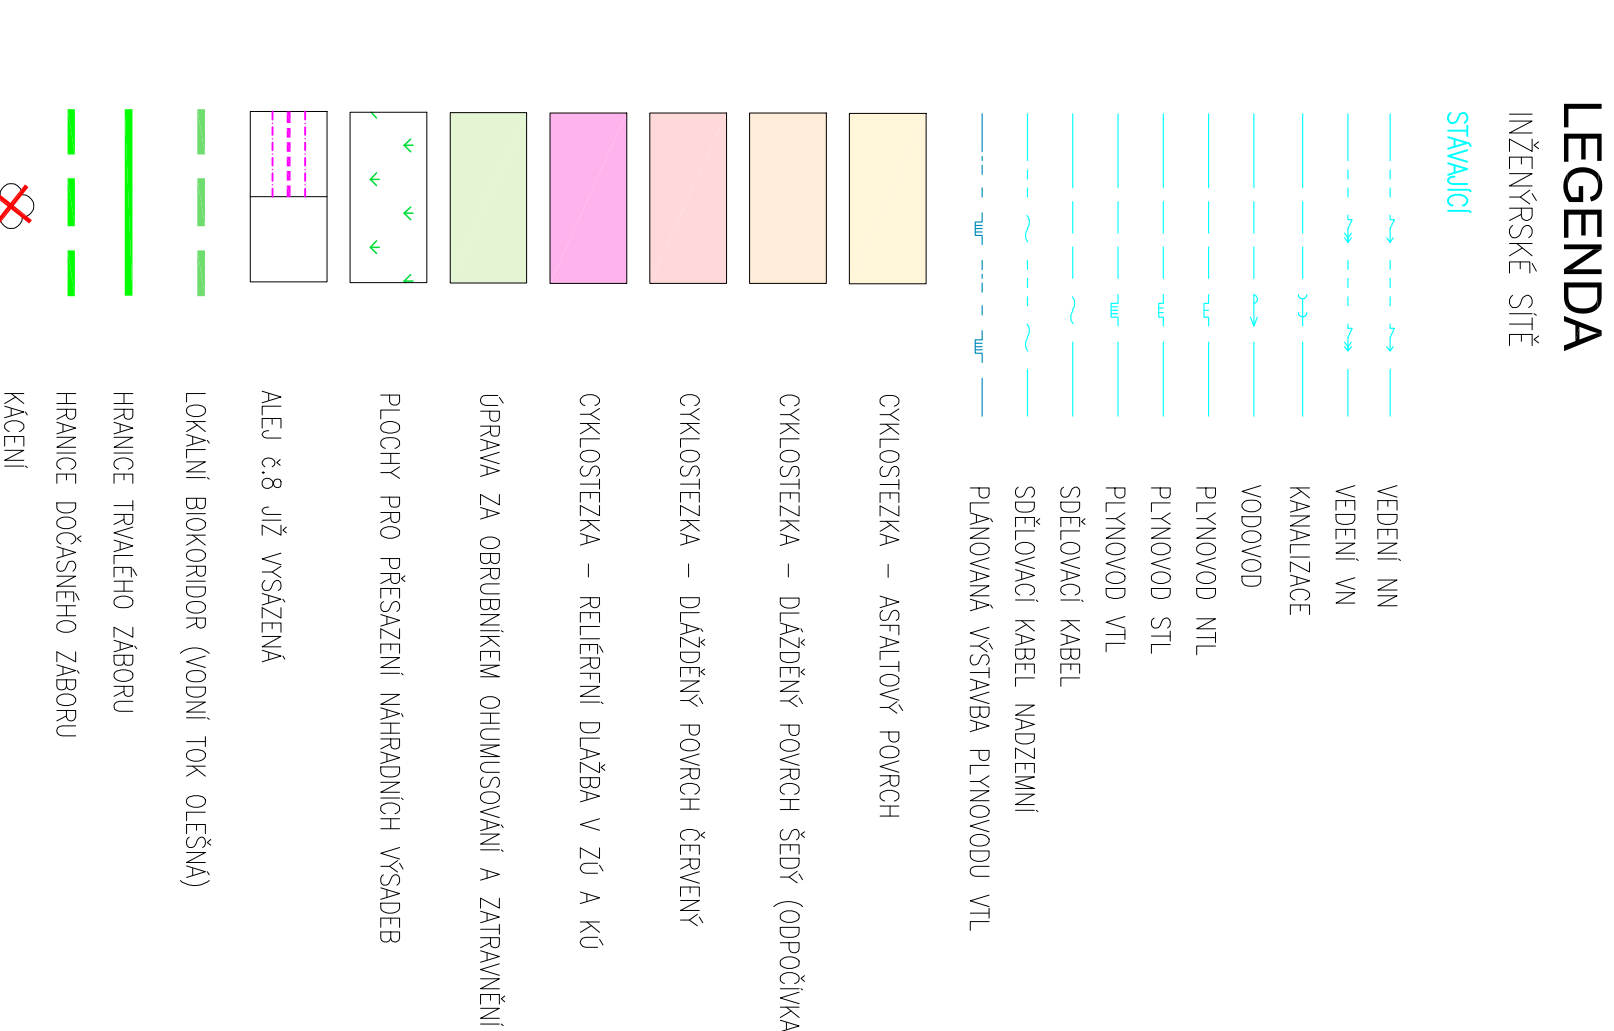 LEGENDA
INŽENÝRSKÉ SÍTĚ
STÁVAJÍCÍ
VEDENÍ NN
VEDENÍ VN
KANALIZACE
VODOVOD
PLYNOVOD NTL
PLYNOVOD STL
PLYNOVOD VTL
SDĚLOVACÍ KABEL
SDĚLOVACÍ KABEL NADZEMNÍ
PLÁNOVANÁ VÝSTAVBA PLYNOVODU VTL
CYKLOSTEZKA – ASFALTOVÝ POVRCH
CYKLOSTEZKA – DLÁŽDĚNÝ POVRCH ŠEDÝ (ODPOČÍVKA
CYKLOSTEZKA – DLÁŽDĚNÝ POVRCH ČERVENÝ
CYKLOSTEZKA – RELIÉRFNÍ DLAŽBA V ZÚ A KÚ
ÚPRAVA ZA OBRUBNÍKEM OHUMUSOVÁNÍ A ZATRAVNĚNÍ
PLOCHY PRO PŘESAZENÍ NÁHRADNÍCH VÝSADEB
ALEJ č.8 JIŽ VYSÁZENÁ
LOKÁLNÍ BIOKORIDOR (VODNÍ TOK OLEŠNÁ)
HRANICE TRVALÉHO ZÁBORU
HRANICE DOČASNÉHO ZÁBORU
KÁCENÍ